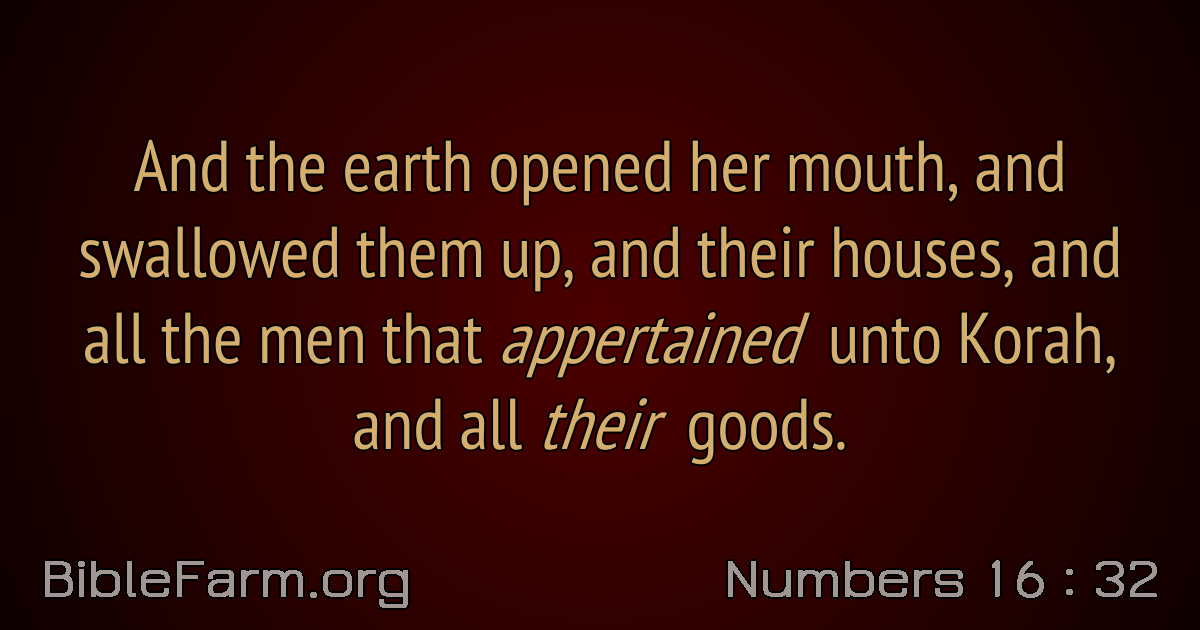 And the earth opened her mouth, and
swallowed them up, and their houses, and
all the men that appertained unto Korah,
and all their goods.
BibleFarm.org
Numbers 16 : 32